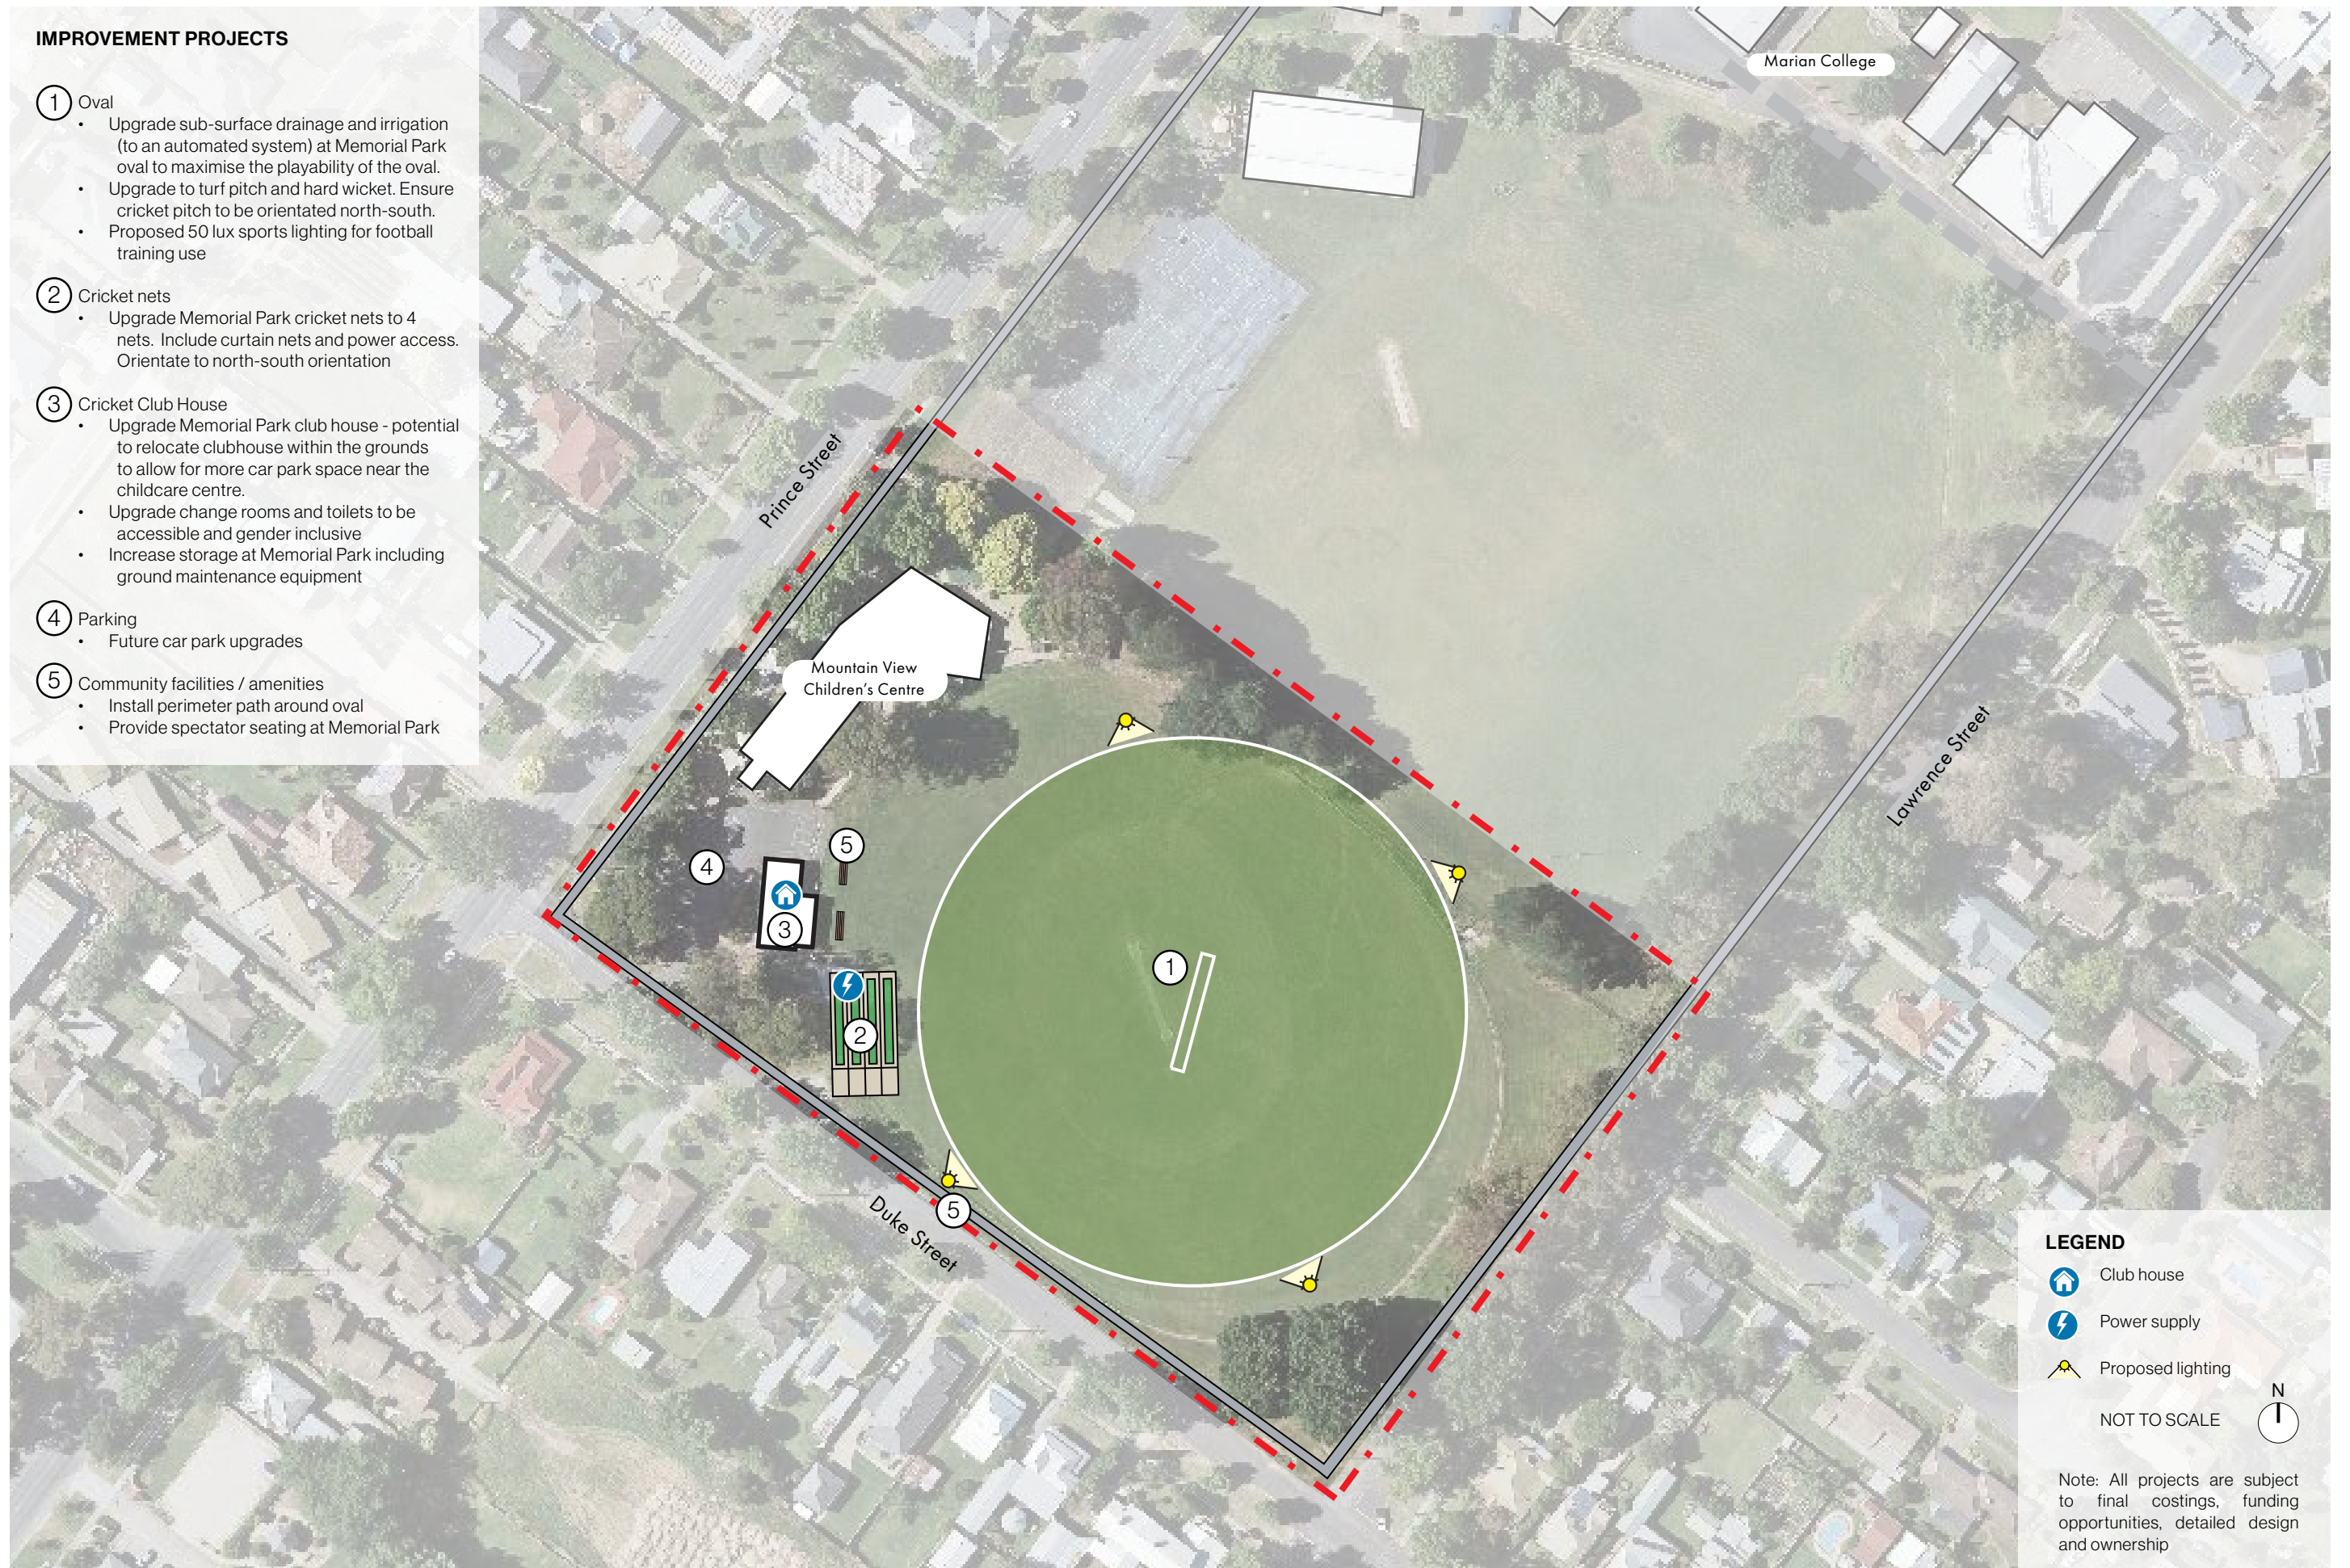 IMPROVEMENT PROJECTS
1 Oval
• Upgrade sub-surface drainage and irrigation
(to an automated system) at Memorial Park
oval to maximise the playability of the oval.
• Upgrade to turf pitch and hard wicket. Ensure
cricket pitch to be orientated north-south.
• Proposed 50 lux sports lighting for football
training use
2 Cricket nets
• Upgrade Memorial Park cricket nets to 4
nets. Include curtain nets and power access.
Orientate to north-south orientation
3 Cricket Club House
• Upgrade Memorial Park club house - potential
to relocate clubhouse within the grounds
to allow for more car park space near the
childcare centre.
• Upgrade change rooms and toilets to be
accessible and gender inclusive
• Increase storage at Memorial Park including
ground maintenance equipment
4 Parking
• Future car park upgrades
5 Community facilities / amenities
• Install perimeter path around oval
• Provide spectator seating at Memorial Park
Marian College
Prince Street
Mountain View
Children's Centre
Lawrence Street
5
4
3
1
2
5
Duke Street
LEGEND
Club house
Power supply
Proposed lighting
N
NOT TO SCALE
Note: All projects are subject
to final costings, funding
opportunities, detailed design
and ownership